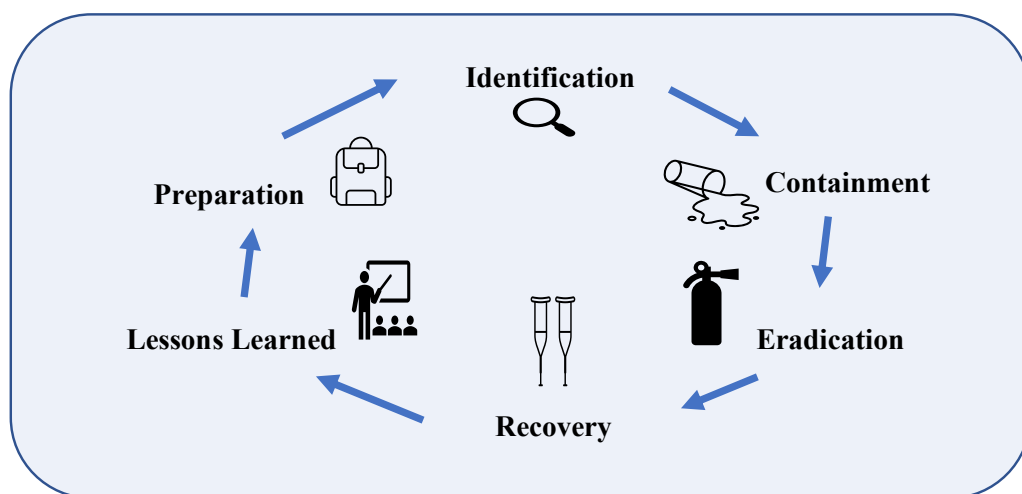 Identification
Preparation
Containment
Lessons Learned
Eradication
Recovery